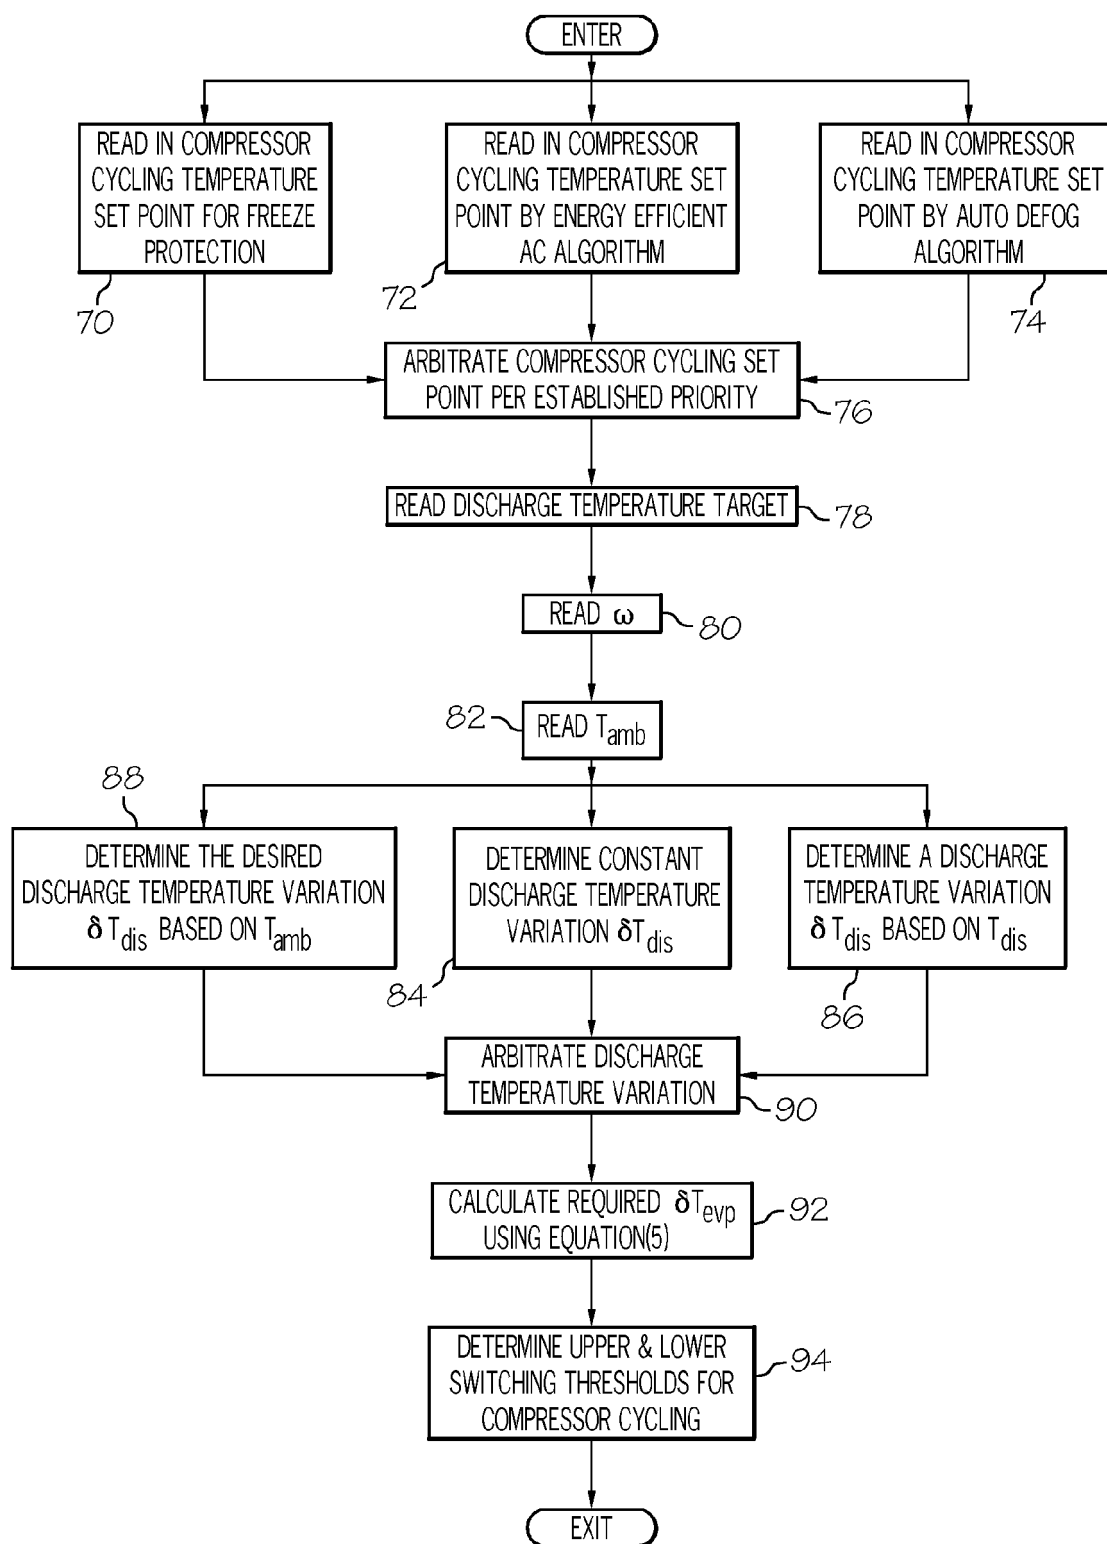 ENTER
READ IN COMPRESSOR
CYCLING TEMPERATURE
SET POINT FOR FREEZE
PROTECTION
70
READ IN COMPRESSOR
CYCLING TEMPERATURE SET
POINT BY ENERGY EFFICIENT
AC ALGORITHM
72
READ IN COMPRESSOR
CYCLING TEMPERATURE SET
POINT BY AUTO DEFOG
ALGORITHM
74
ARBITRATE COMPRESSOR CYCLING SET
POINT PER ESTABLISHED PRIORITY
76
READ DISCHARGE TEMPERATURE TARGET
78
READ ω
80
82
READ Tamb
88
DETERMINE THE DESIRED
DISCHARGE TEMPERATURE VARIATION
δ Tdis BASED ON Tamb
DETERMINE CONSTANT
DISCHARGE TEMPERATURE
VARIATION δTdis
84
DETERMINE A DISCHARGE
TEMPERATURE VARIATION
δ Tdis BASED ON Tdis
86
ARBITRATE DISCHARGE
TEMPERATURE VARIATION
90
CALCULATE REQUIRED δTevp
USING EQUATION(5)
92
DETERMINE UPPER & LOWER
SWITCHING THRESHOLDS FOR
COMPRESSOR CYCLING
94
EXIT